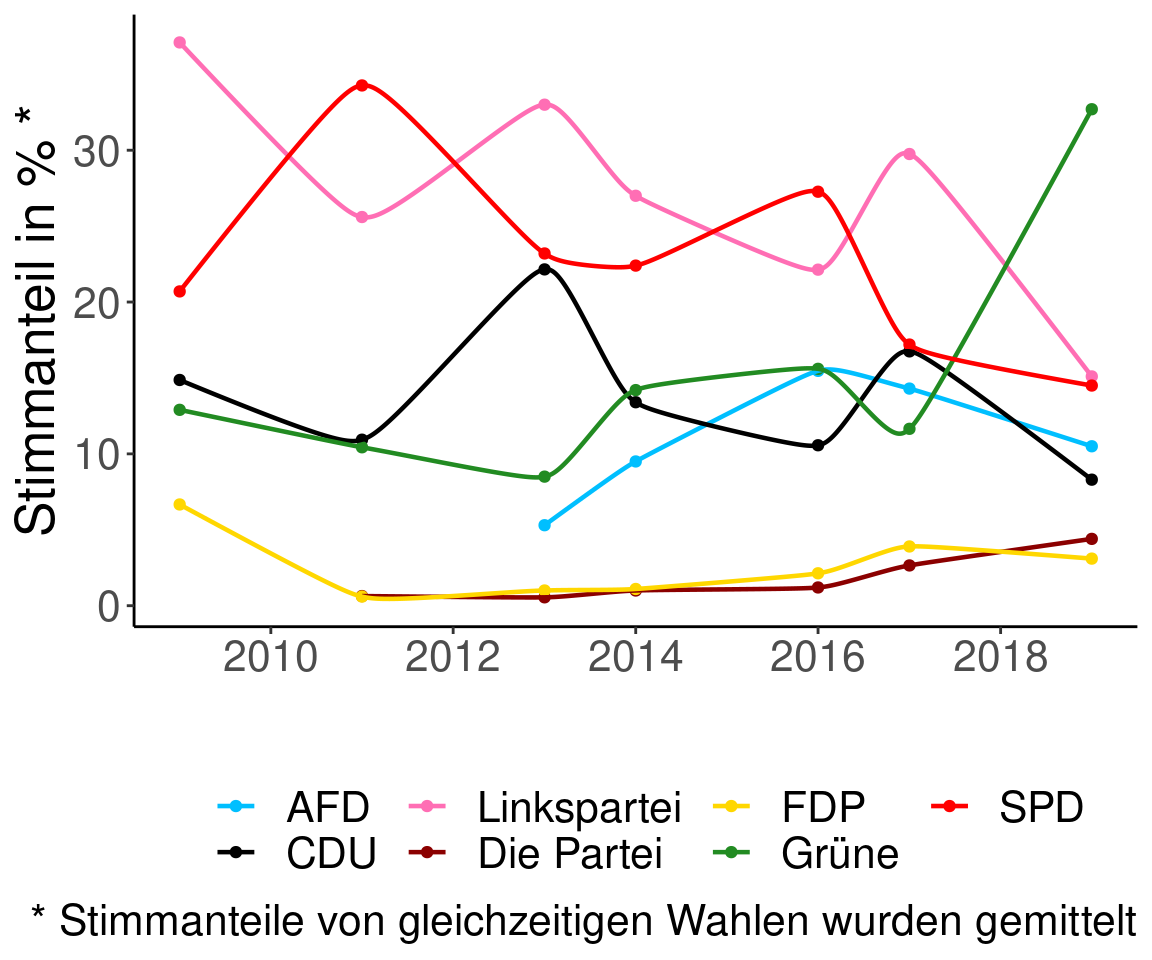 Stimmanteil in % *
30
20
10
0
2010 2012 2014 2016 2018
AFD Linkspartei FDP SPD
CDU Die Partei Grüne
* Stimmanteile von gleichzeitigen Wahlen wurden gemittelt